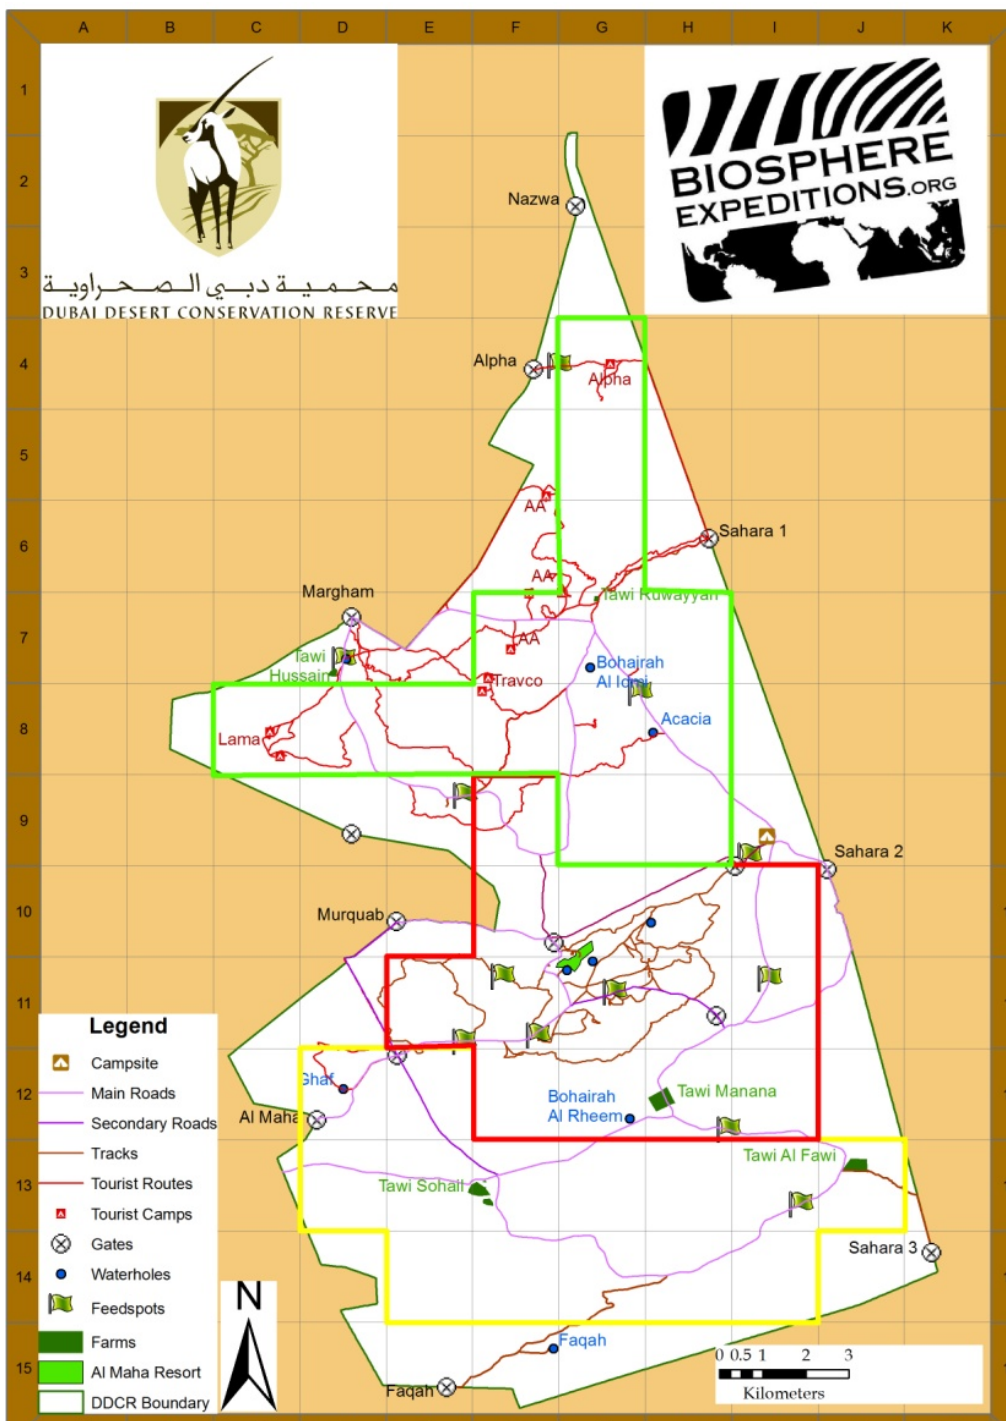 A B C D E F G H I J K
1
2
3
4
5
6
7
8
9
10
11
12
13
14
15
محمية دبي الصحراوية
DUBAI DESERT CONSERVATION RESERVE
BIOSPHERE
EXPEDITIONS.ORG
Nazwa
Alpha
Alpha
AA
Sahara 1
AA
Margham
Tawi Ruwayyah
AA
Tawi
Hussain
Bohairah
Al Iqmi
Travco
Lama
Acacia
Sahara 2
Murquab
Ghaf
Al Maha
Bohairah
Al Rheem
Tawi Manana
Tawi Al Fawi
Tawi Sohail
Sahara 3
Faqah
Faqah
Legend
Campsite
Main Roads
Secondary Roads
Tracks
Tourist Routes
Tourist Camps
Gates
Waterholes
Feedspots
Farms
Al Maha Resort
DDCR Boundary
N
0 0.5 1 2 3
Kilometers